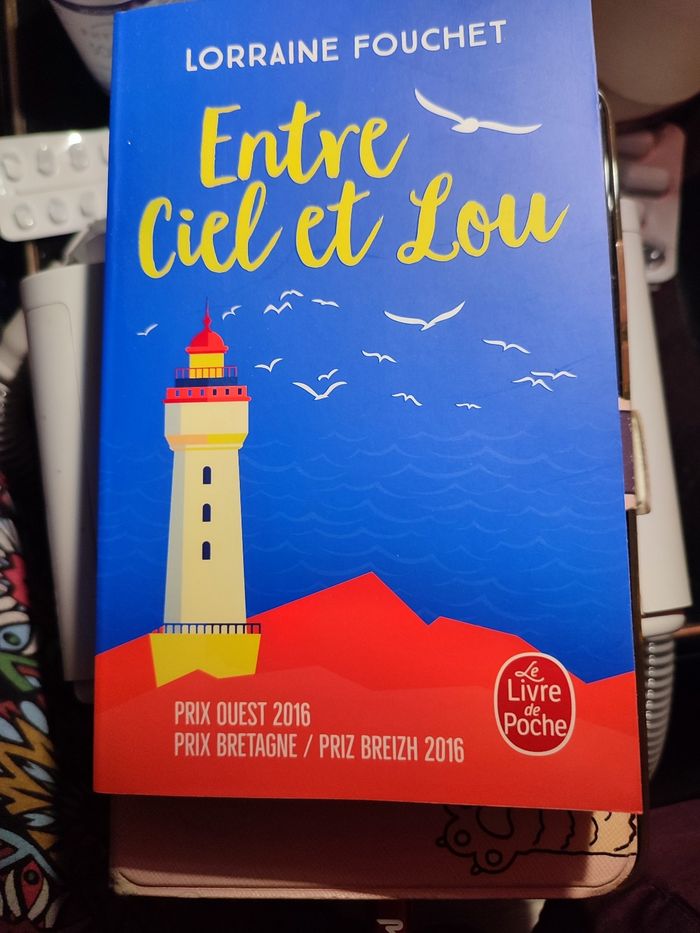 LORRAINE FOUCHET
Entre
Ciel et Lou
PRIX OUEST 2016
PRIX BRETAGNE / PRIZ BREIZH 2016
Le
Livre
de
Poche